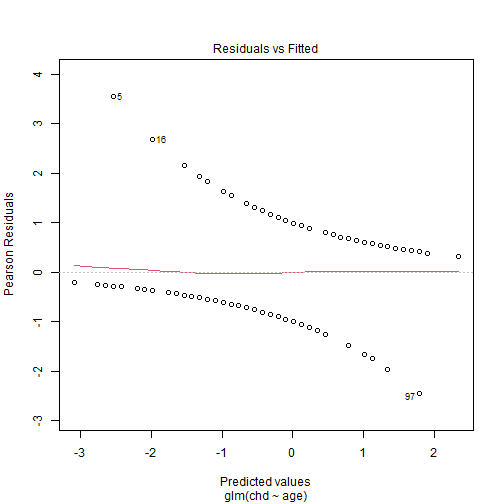 Residuals vs Fitted
Pearson Residuals
4
3
2
1
0
-1
-2
-3
5
16
97
-3 -2 -1 0 1 2
Predicted values
glm(chd ~ age)